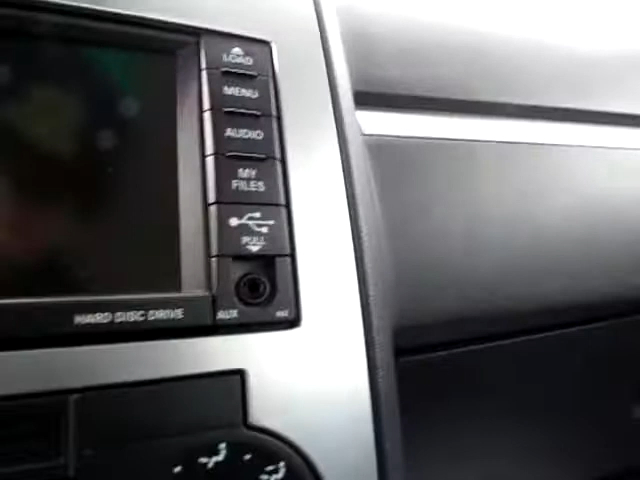 LOAD
MENU
AUDIO
MY
FILES
PULL
HARD DISC DRIVE
AUX